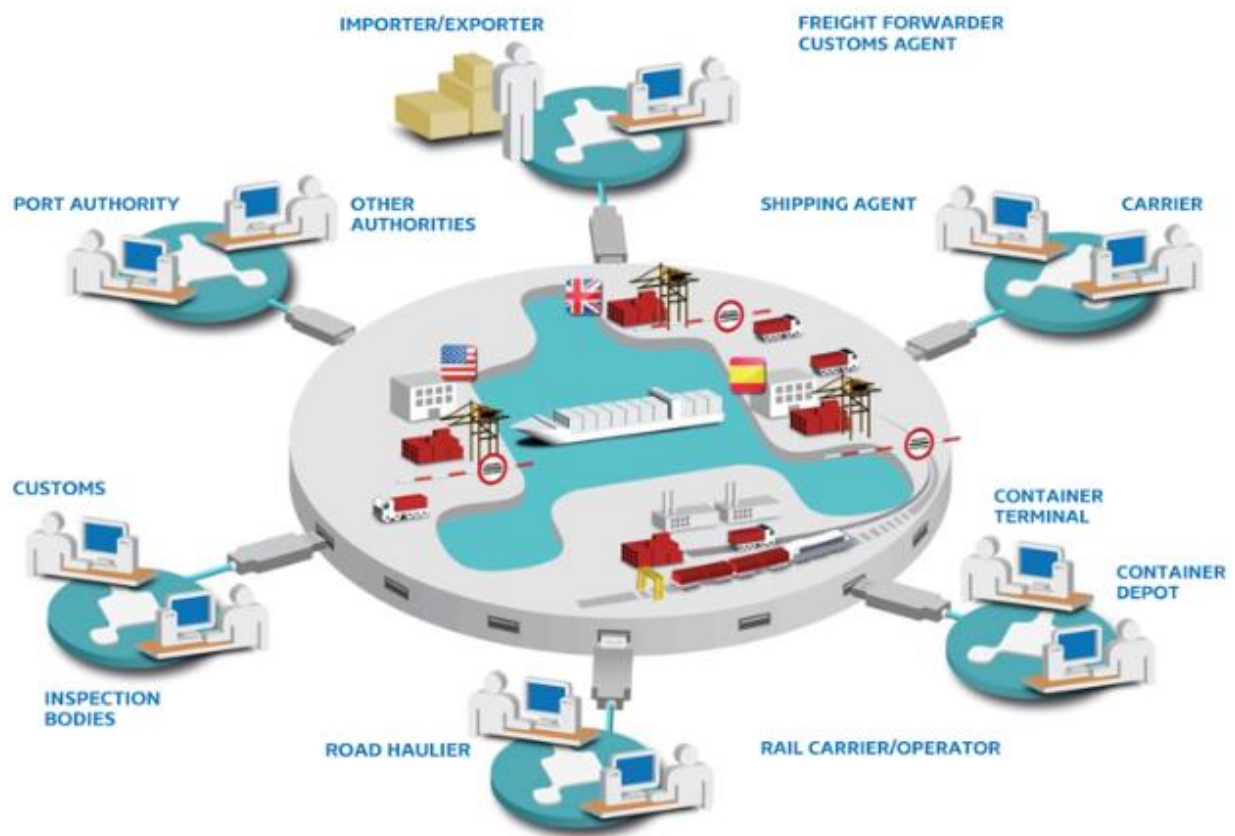 IMPORTER/EXPORTER
FREIGHT FORWARDER
CUSTOMS AGENT
PORT AUTHORITY
OTHER
AUTHORITIES
SHIPPING AGENT
CARRIER
CUSTOMS
CONTAINER
TERMINAL
CONTAINER
DEPOT
INSPECTION
BODIES
ROAD HAULIER
RAIL CARRIER/OPERATOR